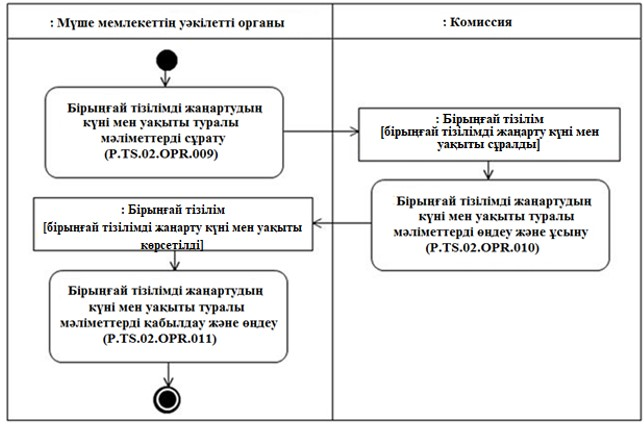 : Мүше мемлекеттің уәкілетті органы
: Комиссия
Бірыңғай тізілімді жаңартудың
күні мен уақыты туралы
мәліметтерді сұрату
(P.TS.02.OPR.009)
: Бірыңғай тізілім
[бірыңғай тізілімді жаңарту күні мен
уақыты сұралды]
Бірыңғай тізілімді жаңартудың
күні мен уақыты туралы
мәліметтерді өңдеу және ұсыну
(P.TS.02.OPR.010)
: Бірыңғай тізілім
[бірыңғай тізілімді жаңарту күні мен уақыты
көрсетілді]
Бірыңғай тізілімді жаңартудың
күні мен уақыты туралы
мәліметтерді қабылдау және өңдеу
(P.TS.02.OPR.011)